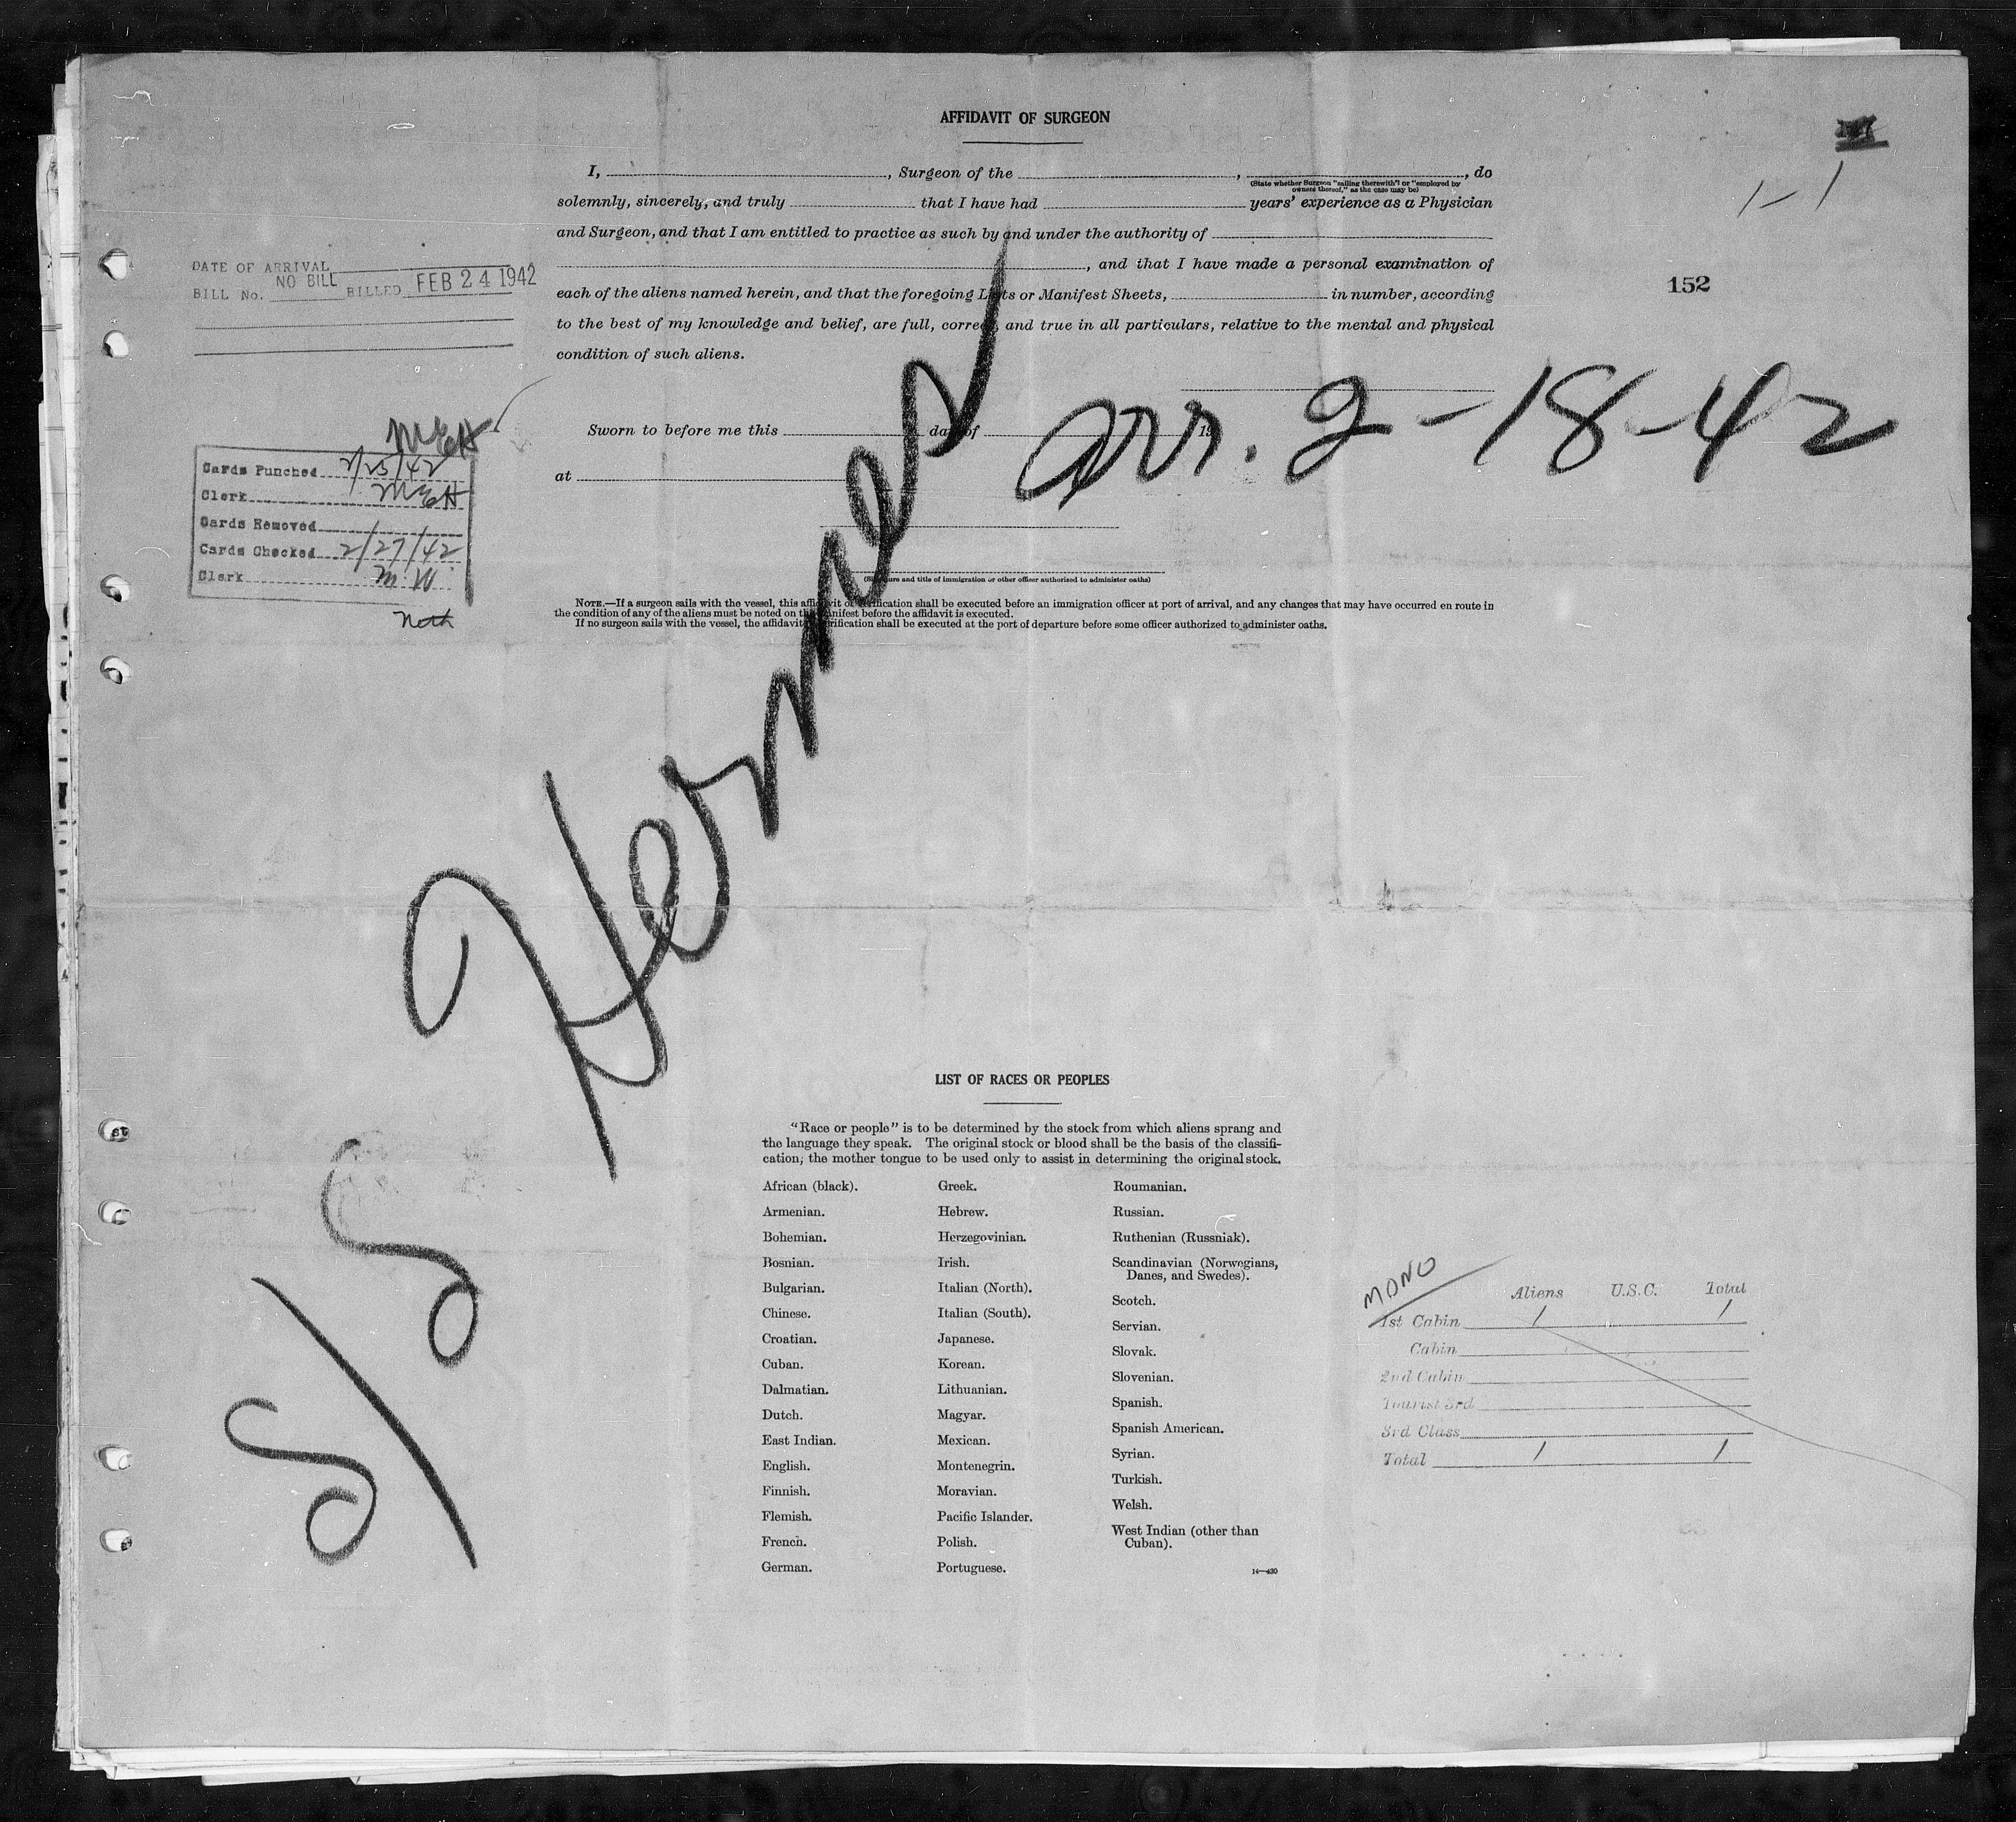 AFFIDAVIT OF SURGEON
I, , Surgeon of the , , do
(State whether Surgeon "sailing therewith" or "employed by
owners thereof," as the case may be)
solemnly, sincerely, and truly that I have had years' experience as a Physician
and Surgeon, and that I am entitled to practice as such by and under the authority of
, and that I have made a personal examination of
each of the aliens named herein, and that the foregoing Lists or Manifest Sheets, in number, according
to the best of my knowledge and belief, are full, correct, and true in all particulars, relative to the mental and physical
condition of such aliens.
Sworn to before me this day of 19
at
(Signature and title of immigration or other officer authorized to administer oaths)
NOTE.—If a surgeon sails with the vessel, this affidavit or verification shall be executed before an immigration officer at port of arrival, and any changes that may have occurred en route in
the condition of any of the aliens must be noted on the manifest before the affidavit is executed.
If no surgeon sails with the vessel, the affidavit verification shall be executed at the port of departure before some officer authorized to administer oaths.
1-1
152
DATE OF ARRIVAL
BILL No. NO BILL BILLED FEB 24 1942
McH
Cards Punched 2/25/42
Clerk McH
Cards Removed
Cards Checked 2/27/42
Clerk M.W.
Neth
arr. 2-18-42
S/S Hermes
LIST OF RACES OR PEOPLES
"Race or people" is to be determined by the stock from which aliens sprang and
the language they speak. The original stock or blood shall be the basis of the classifi-
cation; the mother tongue to be used only to assist in determining the original stock.
African (black).
Armenian.
Bohemian.
Bosnian.
Bulgarian.
Chinese.
Croatian.
Cuban.
Dalmatian.
Dutch.
East Indian.
English.
Finnish.
Flemish.
French.
German.
Greek.
Hebrew.
Herzegovinian.
Irish.
Italian (North).
Italian (South).
Japanese.
Korean.
Lithuanian.
Magyar.
Mexican.
Montenegrin.
Moravian.
Pacific Islander.
Polish.
Portuguese.
Roumanian.
Russian.
Ruthenian (Russniak).
Scandinavian (Norwegians,
Danes, and Swedes).
Scotch.
Servian.
Slovak.
Slovenian.
Spanish.
Spanish American.
Syrian.
Turkish.
Welsh.
West Indian (other than
Cuban).
14—430
MONO
Aliens U.S.C. Total
1st Cabin 1 1
Cabin
2nd Cabin
Tourist 3rd
3rd Class
Total 1 1
st